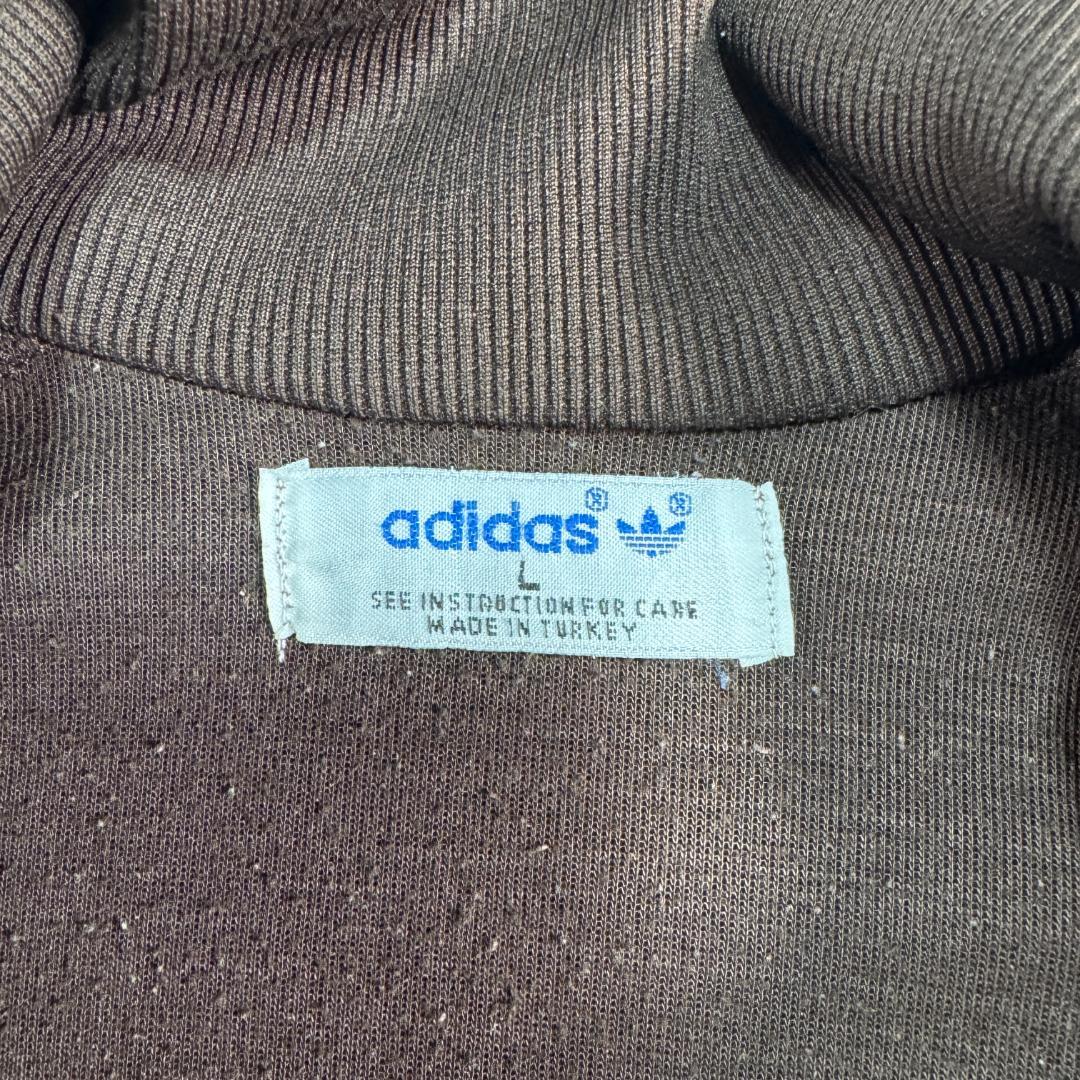 adidas®
L
SEE INSTRUCTION FOR CARE
MADE IN TURKEY